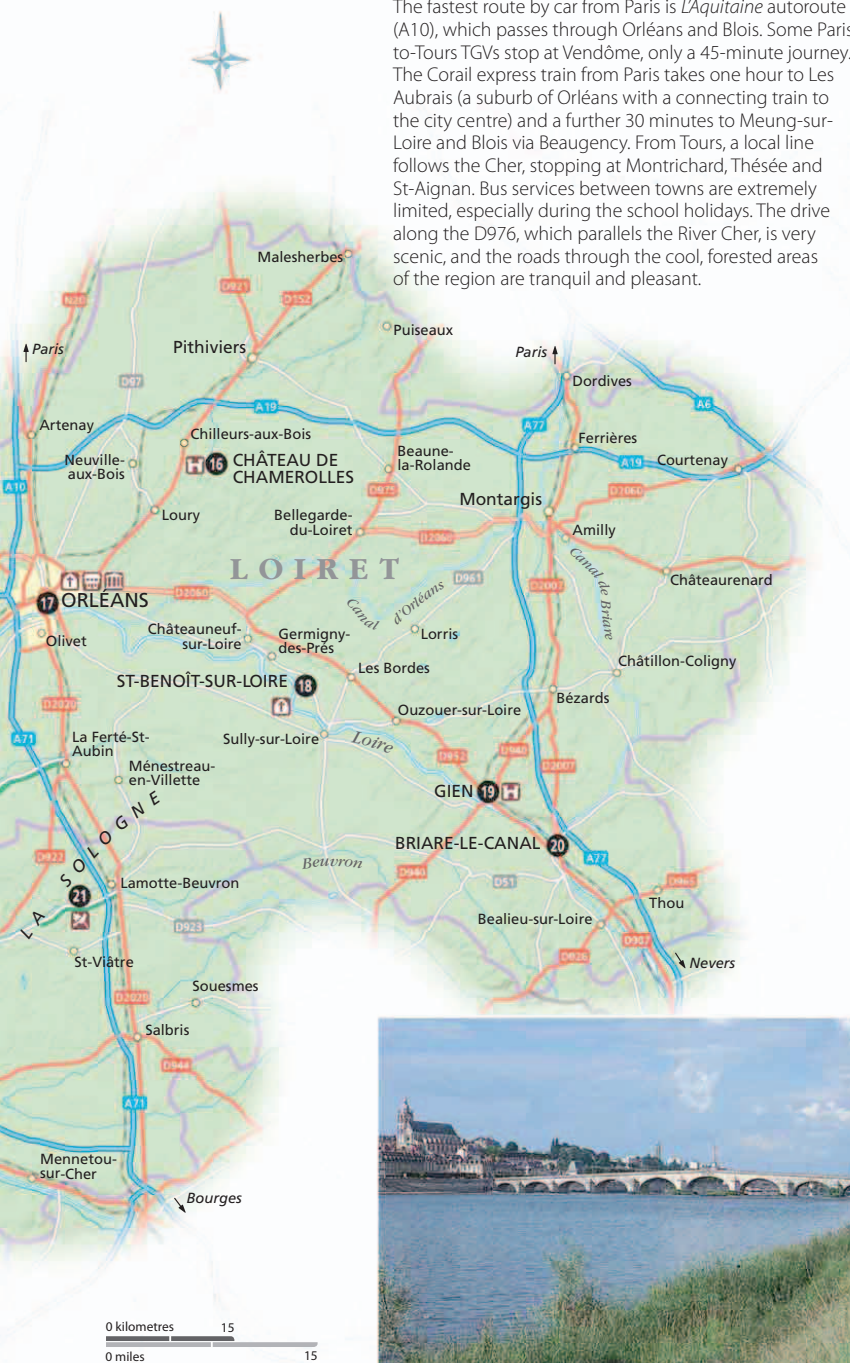 The fastest route by car from Paris is L'Aquitaine autoroute
(A10), which passes through Orléans and Blois. Some Paris-
to-Tours TGVs stop at Vendôme, only a 45-minute journey.
The Corail express train from Paris takes one hour to Les
Aubrais (a suburb of Orléans with a connecting train to
the city centre) and a further 30 minutes to Meung-sur-
Loire and Blois via Beaugency. From Tours, a local line
follows the Cher, stopping at Montrichard, Thésée and
St-Aignan. Bus services between towns are extremely
limited, especially during the school holidays. The drive
along the D976, which parallels the River Cher, is very
scenic, and the roads through the cool, forested areas
of the region are tranquil and pleasant.
Malesherbes
D921
D152
N20
Puiseaux
Paris
Pithiviers
Paris
D97
Dordives
A6
A19
A77
Artenay
Chilleurs-aux-Bois
Ferrières
Neuville-
aux-Bois
16 CHÂTEAU DE
CHAMEROLLES
Beaune-
la-Rolande
A19
Courtenay
A10
D975
D2060
Montargis
Loury
Bellegarde-
du-Loiret
D2060
Amilly
LOIRET
D961
D2007
Canal de Briare
Châteaurenard
17 ORLÉANS
D2060
Canal d'Orléans
Olivet
Châteauneuf-
sur-Loire
Germigny-
des-Prés
Lorris
Les Bordes
Châtillon-Coligny
ST-BENOÎT-SUR-LOIRE 18
Bézards
D2020
Ouzouer-sur-Loire
A71
La Ferté-St-
Aubin
Sully-sur-Loire
Loire
D952
D940
D2007
Ménestreau-
en-Villette
GIEN 19
LA SOLOGNE
BRIARE-LE-CANAL 20
D922
Beuvron
D940
A77
21
Lamotte-Beuvron
D51
D965
Thou
D923
Bealieu-sur-Loire
D907
D926
St-Viâtre
Nevers
Souesmes
D2020
Salbris
D944
A71
Mennetou-
sur-Cher
Bourges
0 kilometres 15
0 miles 15